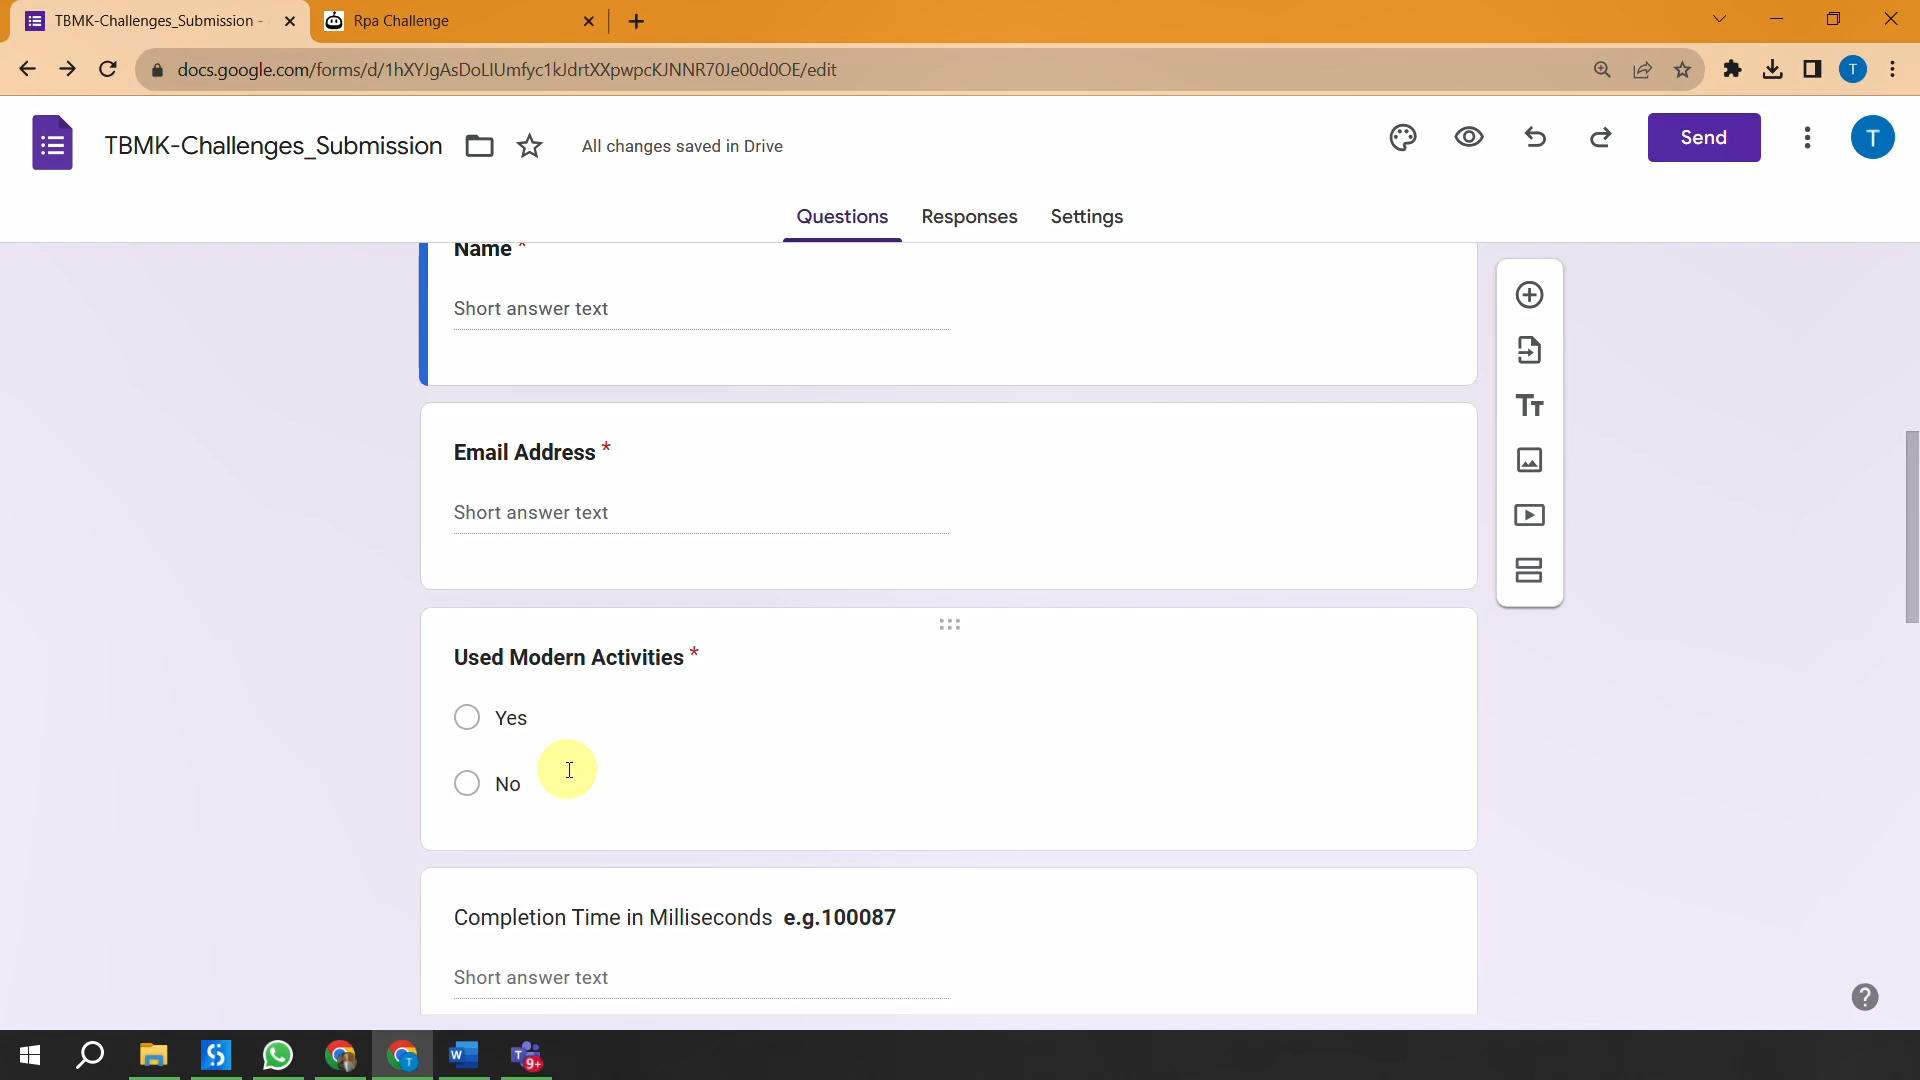 TBMK-Challenges_Submission -
Rpa Challenge
docs.google.com/forms/d/1hXYJgAsDoLIUmfyc1kJdrtXXpwpcKJNNR70Je00d0OE/edit
T
TBMK-Challenges_Submission
All changes saved in Drive
Send
T
Questions
Responses
Settings
Name *
Short answer text
Email Address *
Short answer text
Used Modern Activities *
Yes
No
Completion Time in Milliseconds e.g.100087
Short answer text
9+